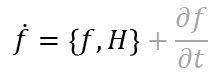 ḟ = {f, H} + ∂f/∂t